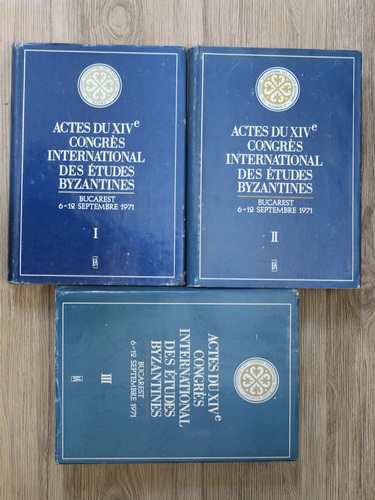 ACTES DU XIVe
CONGRÈS
INTERNATIONAL
DES ÉTUDES
BYZANTINES
BUCAREST
6-12 SEPTEMBRE 1971
I
ACTES DU XIVe
CONGRÈS
INTERNATIONAL
DES ÉTUDES
BYZANTINES
BUCAREST
6-12 SEPTEMBRE 1971
II
ACTES DU XIVe
CONGRÈS
INTERNATIONAL
DES ÉTUDES
BYZANTINES
BUCAREST
6-12 SEPTEMBRE 1971
III